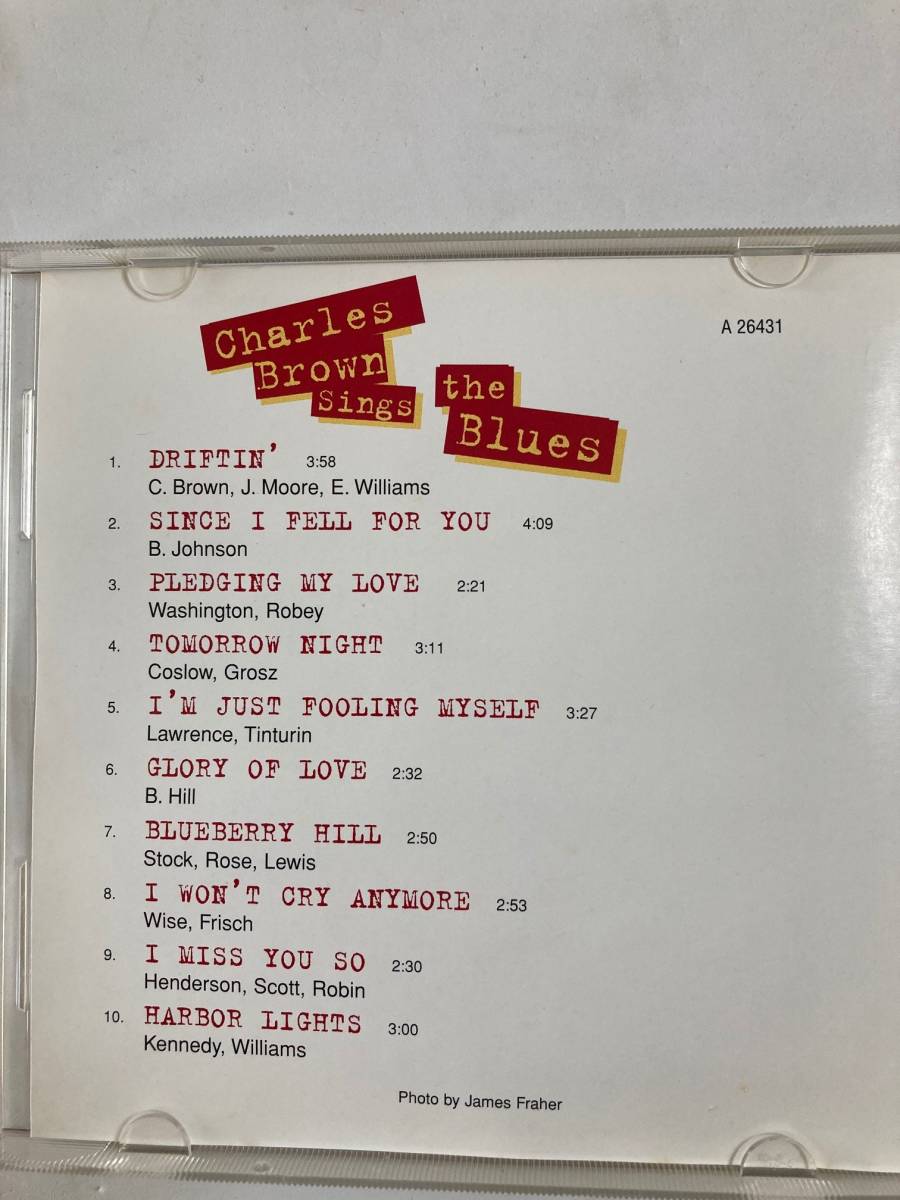 Charles
Brown
Sings
the
Blues
A 26431
1. DRIFTIN' 3:58
C. Brown, J. Moore, E. Williams
2. SINCE I FELL FOR YOU 4:09
B. Johnson
3. PLEDGING MY LOVE 2:21
Washington, Robey
4. TOMORROW NIGHT 3:11
Coslow, Grosz
5. I'M JUST FOOLING MYSELF 3:27
Lawrence, Tinturin
6. GLORY OF LOVE 2:32
B. Hill
7. BLUEBERRY HILL 2:50
Stock, Rose, Lewis
8. I WON'T CRY ANYMORE 2:53
Wise, Frisch
9. I MISS YOU SO 2:30
Henderson, Scott, Robin
10. HARBOR LIGHTS 3:00
Kennedy, Williams
Photo by James Fraher